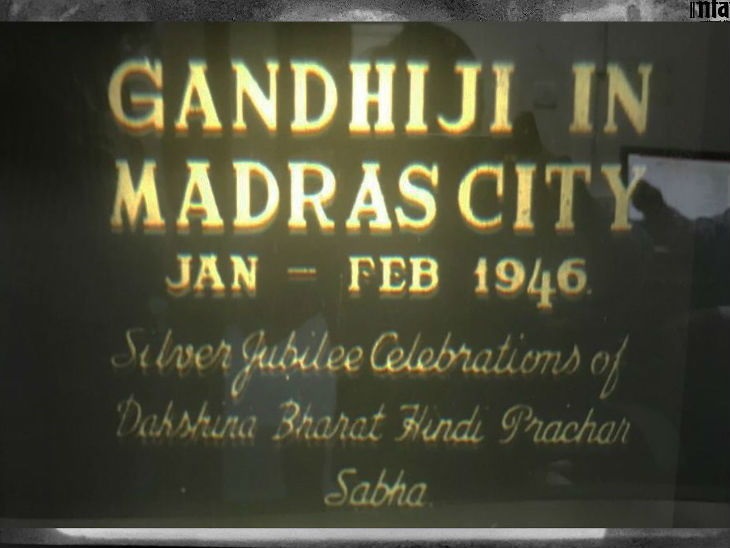 GANDHIJI IN
MADRAS CITY
JAN - FEB 1946.
Silver Jubilee Celebrations of
Dakshina Bharat Hindi Prachar
Sabha.